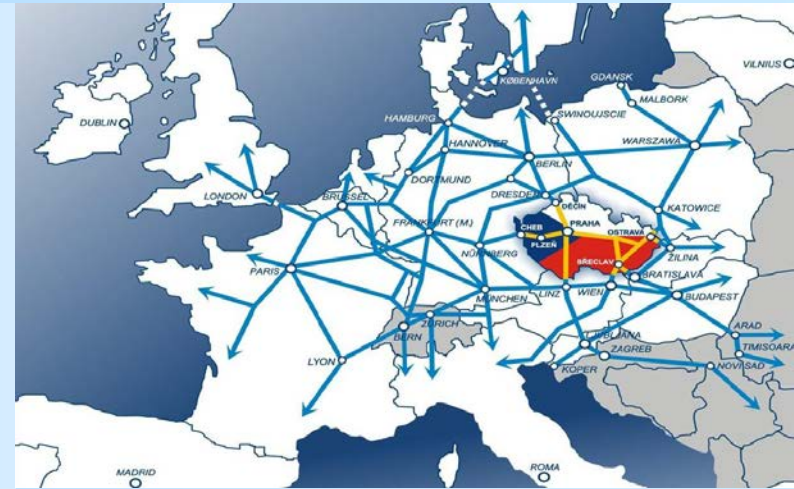 VILNIUS
KØBENHAVN
GDANSK
MALBORK
DUBLIN
HAMBURG
SWINOUJSCIE
HANNOVER
WARSZAWA
BERLIN
DORTMUND
LONDON
BRUSSEL
DRESDEN
DĚČÍN
KATOWICE
FRANKFURT (M.)
CHEB
PRAHA
OSTRAVA
PLZEŇ
NÜRNBERG
BŘECLAV
ŽILINA
PARIS
BRATISLAVA
MÜNCHEN
LINZ
WIEN
BUDAPEST
ZÜRICH
BERN
LJUBLJANA
ARAD
LYON
ZAGREB
TIMISOARA
KOPER
NOVI SAD
MADRID
ROMA